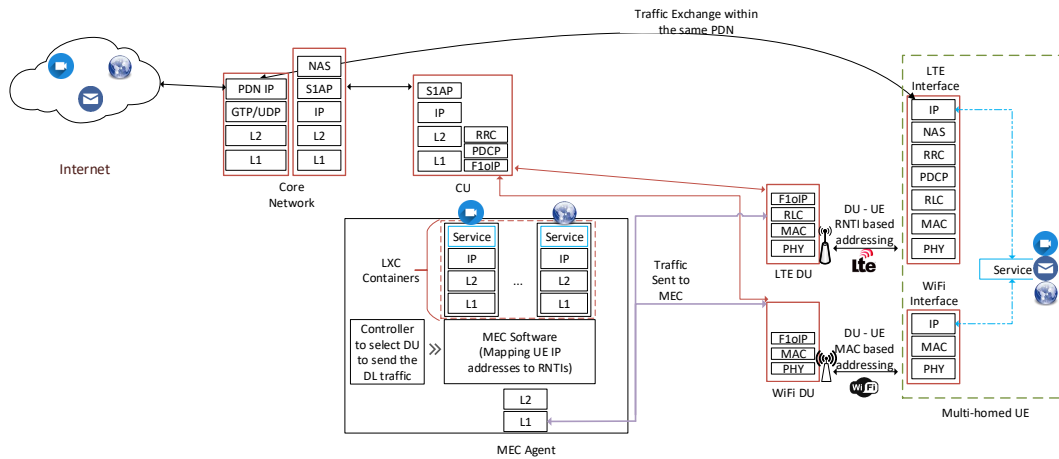 Traffic Exchange within
the same PDN
Internet
PDN IP
GTP/UDP
L2
L1
NAS
S1AP
IP
L2
L1
Core
Network
S1AP
IP
L2
L1
RRC
PDCP
F1oIP
CU
LXC
Containers
Service
IP
L2
L1
...
Service
IP
L2
L1
Controller
to select DU
to send the
DL traffic
MEC Software
(Mapping UE IP
addresses to RNTIs)
L2
L1
MEC Agent
Traffic
Sent to
MEC
F1oIP
RLC
MAC
PHY
LTE DU
DU - UE
RNTI based
addressing
Lte
F1oIP
MAC
PHY
WiFi DU
DU - UE
MAC based
addressing
WiFi
LTE
Interface
IP
NAS
RRC
PDCP
RLC
MAC
PHY
Service
WiFi
Interface
IP
MAC
PHY
Multi-homed UE